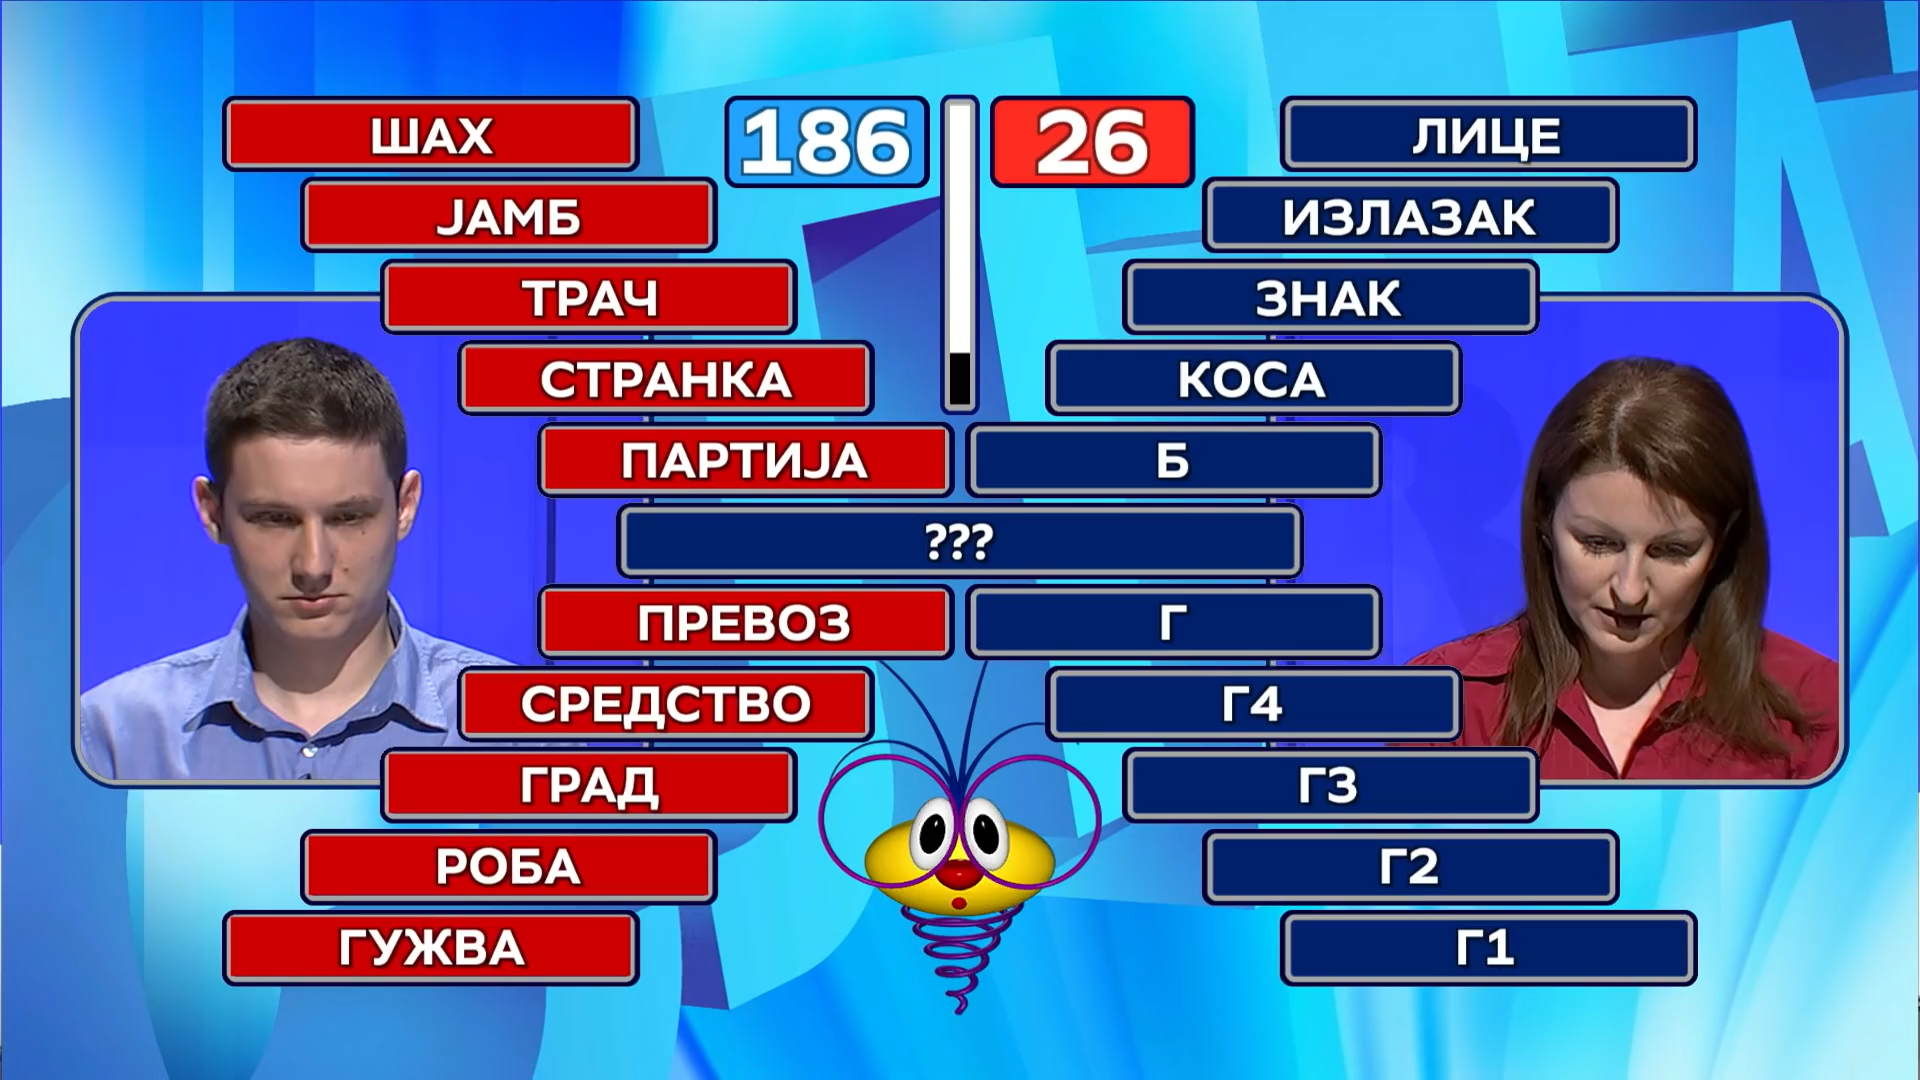 ШАХ
186
26
ЛИЦЕ
ЈАМБ
ИЗЛАЗАК
ТРАЧ
ЗНАК
СТРАНКА
КОСА
ПАРТИЈА
Б
???
ПРЕВОЗ
Г
СРЕДСТВО
Г4
ГРАД
Г3
РОБА
Г2
ГУЖВА
Г1